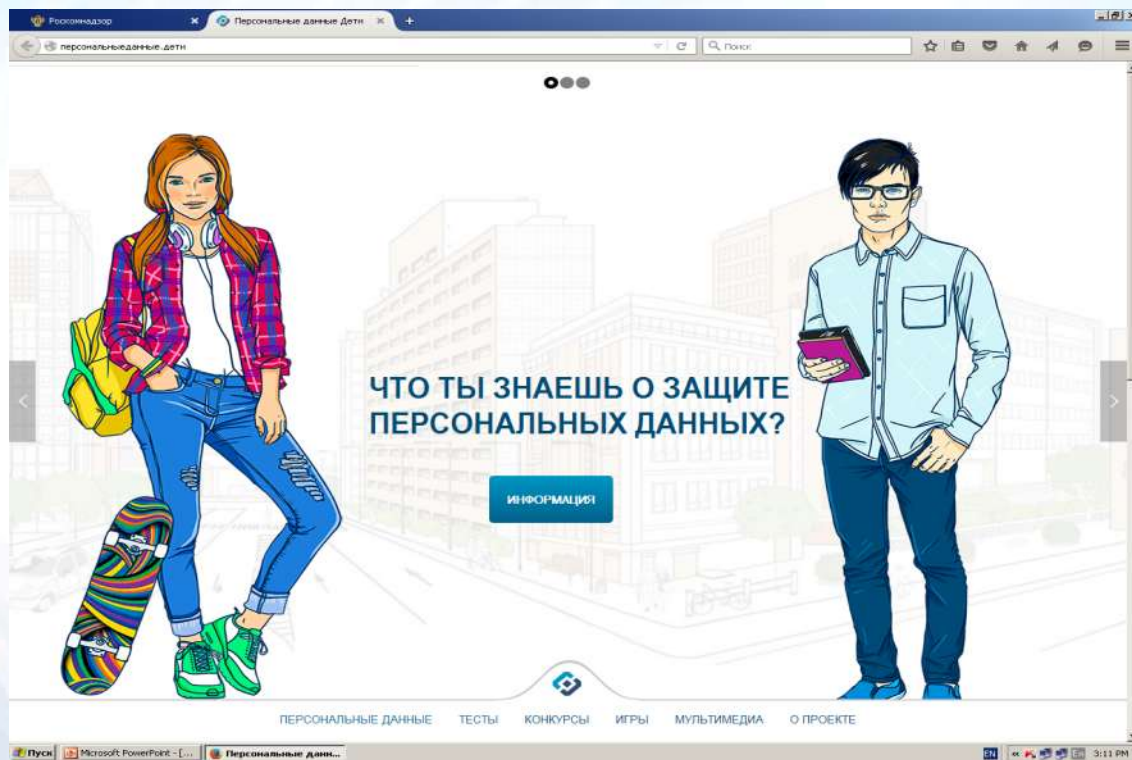 Роскомнадзор
Персональные данные Дети
персональныеданные.дети
Поиск
ЧТО ТЫ ЗНАЕШЬ О ЗАЩИТЕ
ПЕРСОНАЛЬНЫХ ДАННЫХ?
ИНФОРМАЦИЯ
ПЕРСОНАЛЬНЫЕ ДАННЫЕ ТЕСТЫ КОНКУРСЫ ИГРЫ МУЛЬТИМЕДИА О ПРОЕКТЕ
Пуск Microsoft PowerPoint - [... Персональные данн... EN En 3:11 PM